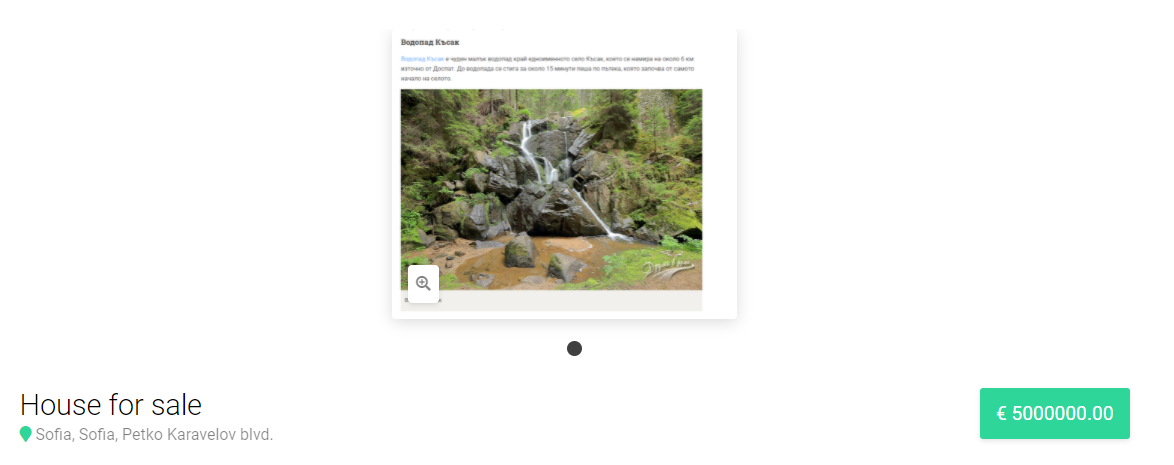 Водопад Късак
Водопад Късак е чуден малък водопад край едноименното село Късак, което се намира на около 6 км
източно от Доспат. До водопада се стига за около 15 минути пеша по пътека, която започва от самото
начало на селото.
House for sale
Sofia, Sofia, Petko Karavelov blvd.
€ 5000000.00